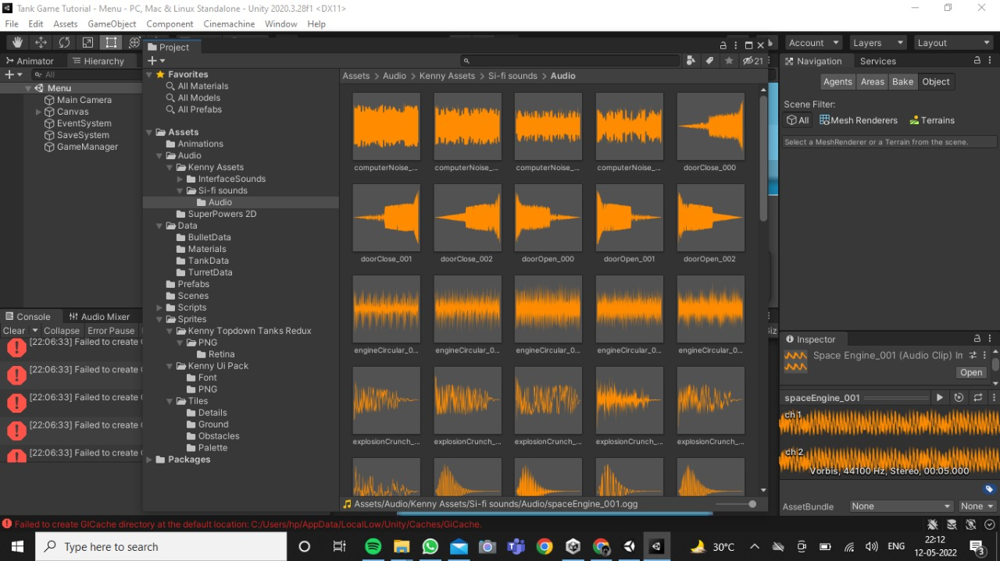 Tank Game Tutorial - Menu - PC, Mac & Linux Standalone - Unity 2020.3.28f1 <DX11>
File Edit Assets GameObject Component Cinemachine Window Help
Account Layers Layout
Project
Animator Hierarchy
Navigation Services
All
21
Menu
Main Camera
Canvas
EventSystem
SaveSystem
GameManager
Favorites
All Materials
All Models
All Prefabs
Assets
Animations
Audio
Kenny Assets
InterfaceSounds
Si-fi sounds
Audio
SuperPowers 2D
Data
BulletData
Materials
TankData
TurretData
Prefabs
Scenes
Scripts
Sprites
Kenny Topdown Tanks Redux
PNG
Retina
Kenny Ui Pack
Font
PNG
Tiles
Details
Ground
Obstacles
Palette
Packages
Assets > Audio > Kenny Assets > Si-fi sounds > Audio
computerNoise_... computerNoise_... computerNoise_... computerNoise_... doorClose_000
doorClose_001 doorClose_002 doorOpen_000 doorOpen_001 doorOpen_002
engineCircular_0... engineCircular_0... engineCircular_0... engineCircular_0... engineCircular_0...
explosionCrunch_... explosionCrunch_... explosionCrunch_... explosionCrunch_... explosionCrunch_...
Assets/Audio/Kenny Assets/Si-fi sounds/Audio/spaceEngine_001.ogg
Agents Areas Bake Object
Scene Filter:
All Mesh Renderers Terrains
Select a MeshRenderer or a Terrain from the scene.
Console Audio Mixer
Clear Collapse Error Pause
[22:06:33] Failed to create
[22:06:33] Failed to create
[22:06:33] Failed to create
[22:06:33] Failed to create
[22:06:33] Failed to create
Giz
Inspector
Space Engine_001 (Audio Clip) Im
Open
spaceEngine_001
ch 1
ch 2
Vorbis, 44100 Hz, Stereo, 00:05.000
AssetBundle None None
Failed to create GICache directory at the default location: C:/Users/hp/AppData/LocalLow/Unity/Caches/GiCache.
Type here to search
30°C
ENG
22:12
12-05-2022
3